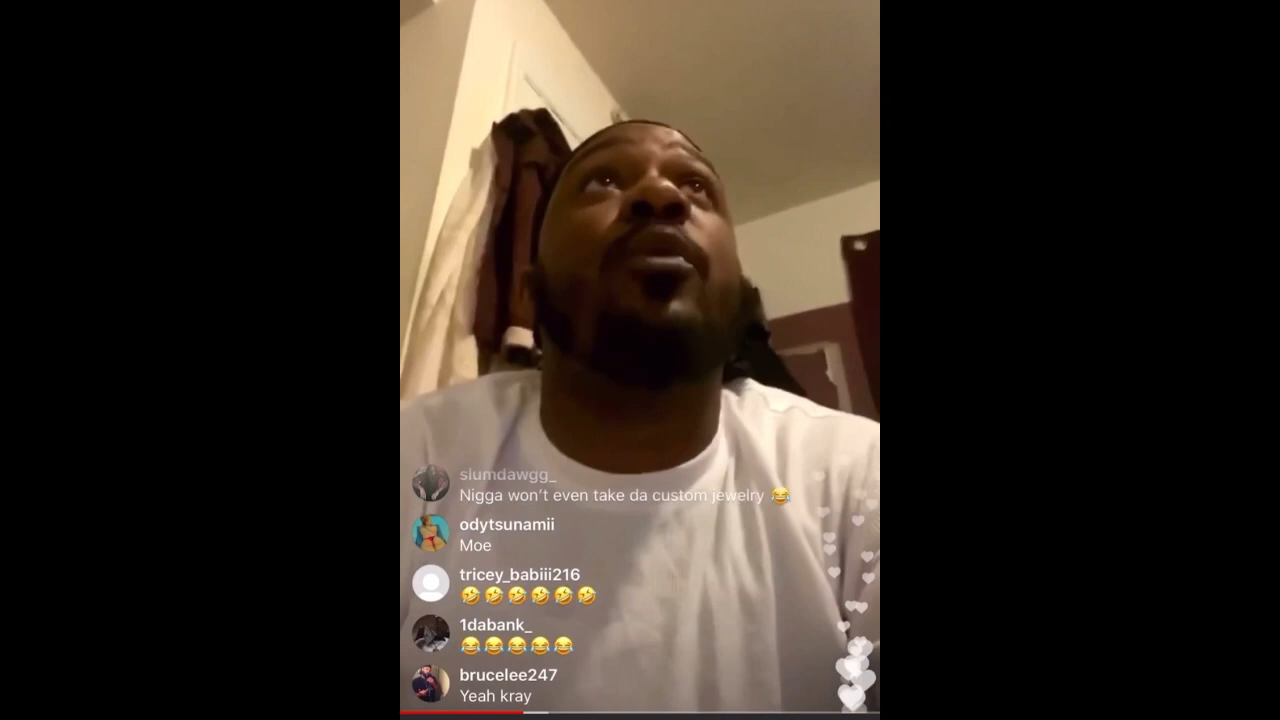 slumdawgg_
Nigga won't even take da custom jewelry 😂
odytsunamii
Moe
tricey_babiii216
🤣🤣🤣🤣🤣🤣
1dabank_
😂😂😂😂😂
brucelee247
Yeah kray